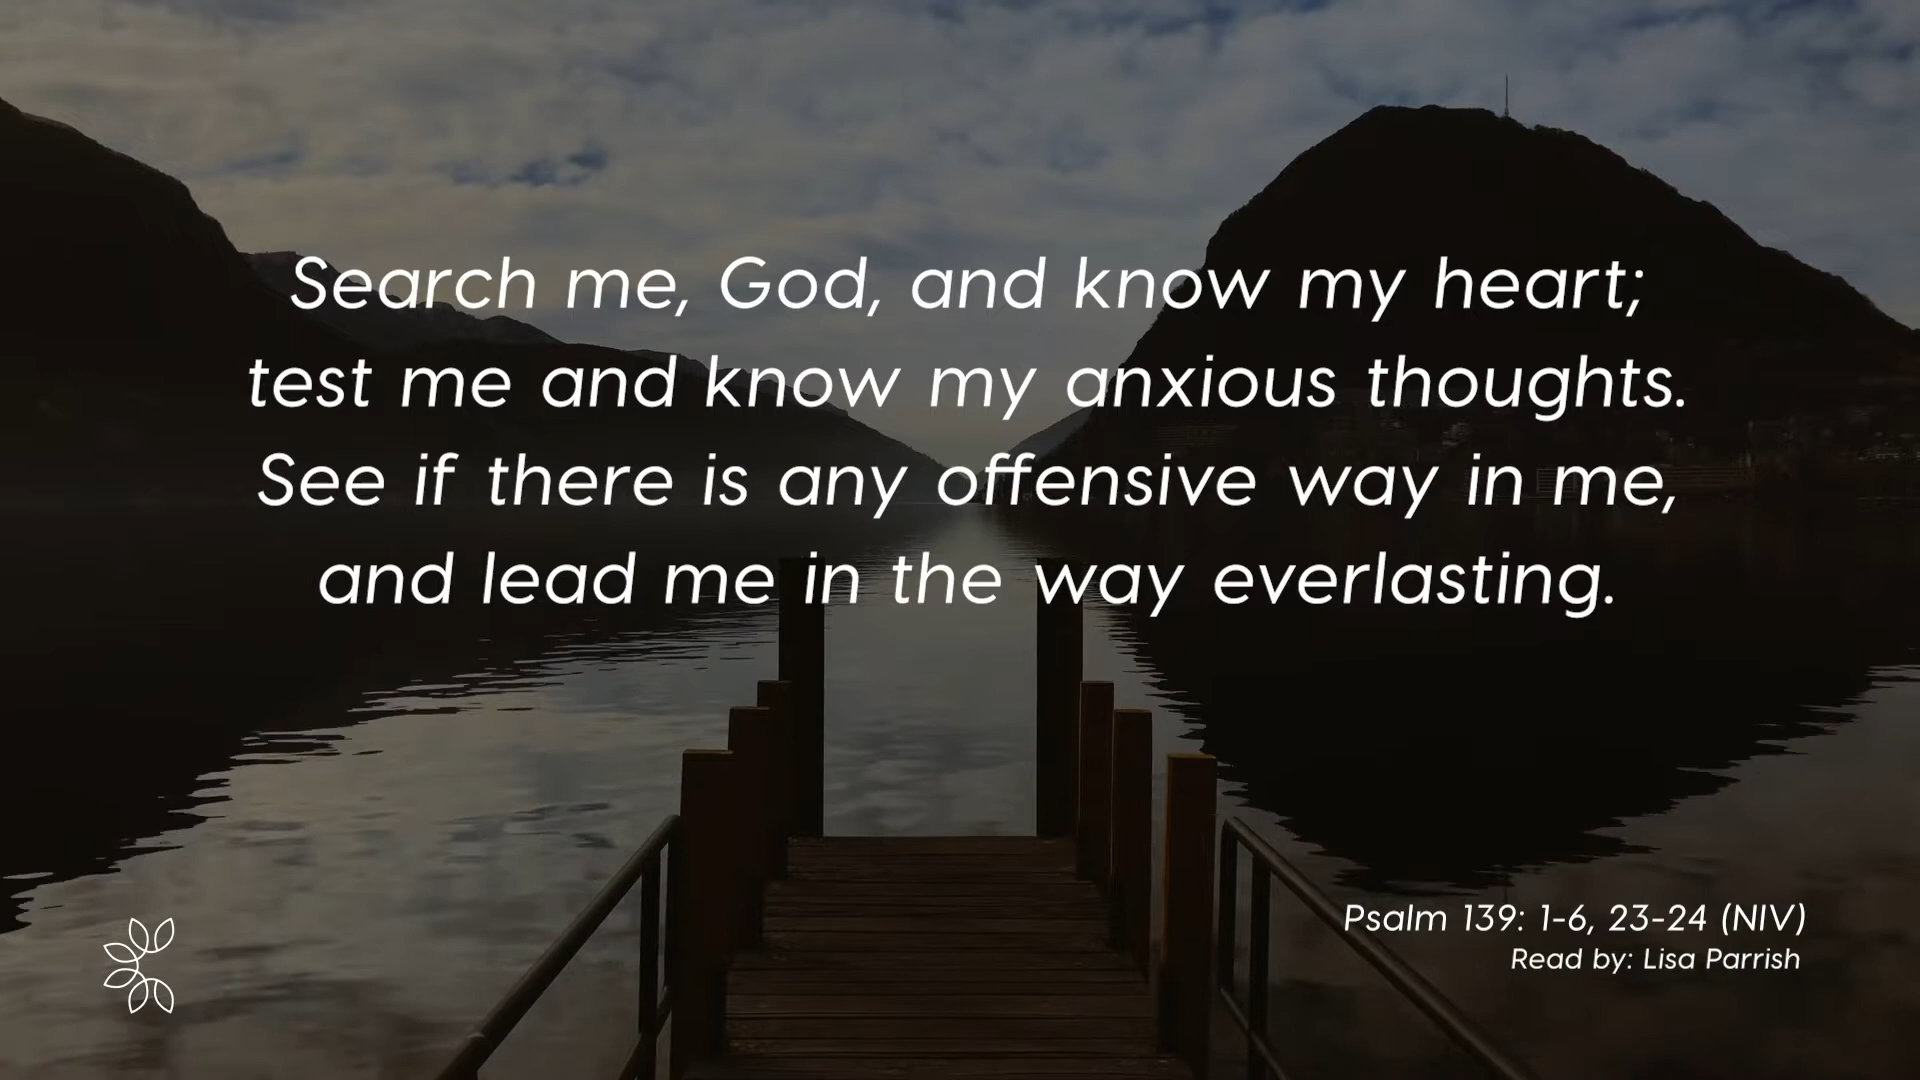 Search me, God, and know my heart;
test me and know my anxious thoughts.
See if there is any offensive way in me,
and lead me in the way everlasting.
Psalm 139: 1-6, 23-24 (NIV)
Read by: Lisa Parrish